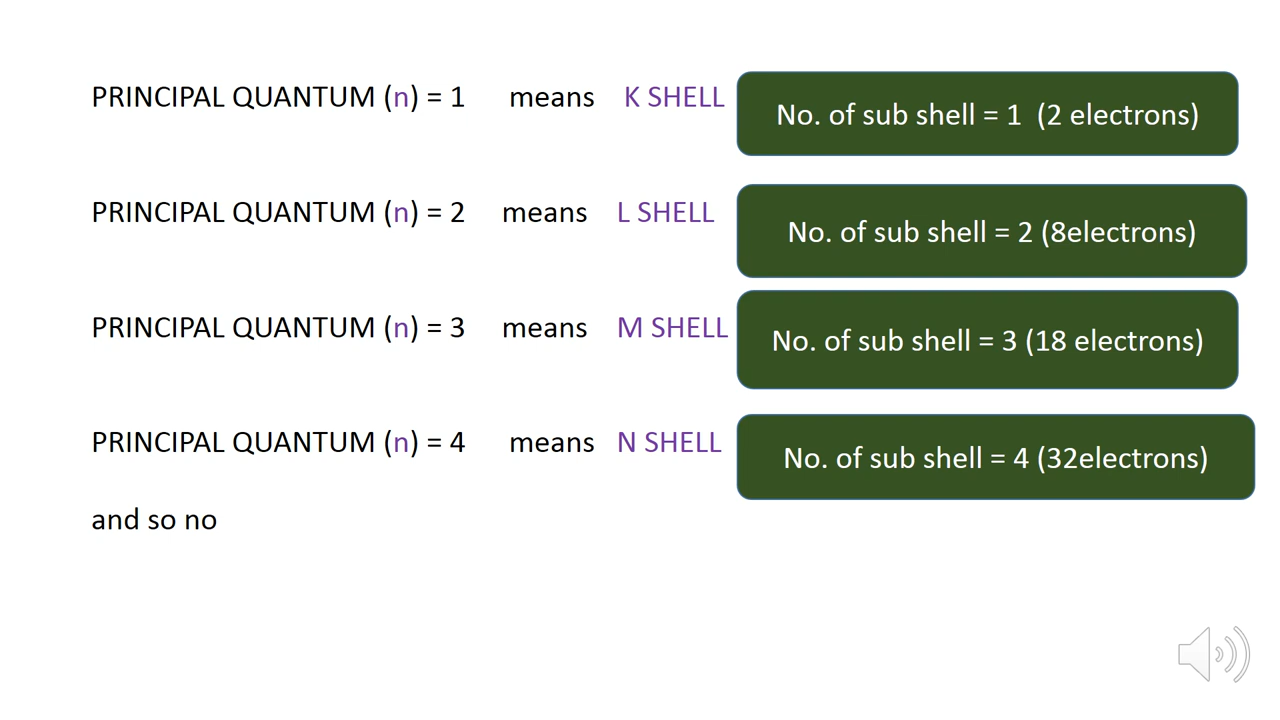 PRINCIPAL QUANTUM (n) = 1 means K SHELL
No. of sub shell = 1 (2 electrons)
PRINCIPAL QUANTUM (n) = 2 means L SHELL
No. of sub shell = 2 (8electrons)
PRINCIPAL QUANTUM (n) = 3 means M SHELL
No. of sub shell = 3 (18 electrons)
PRINCIPAL QUANTUM (n) = 4 means N SHELL
No. of sub shell = 4 (32electrons)
and so no